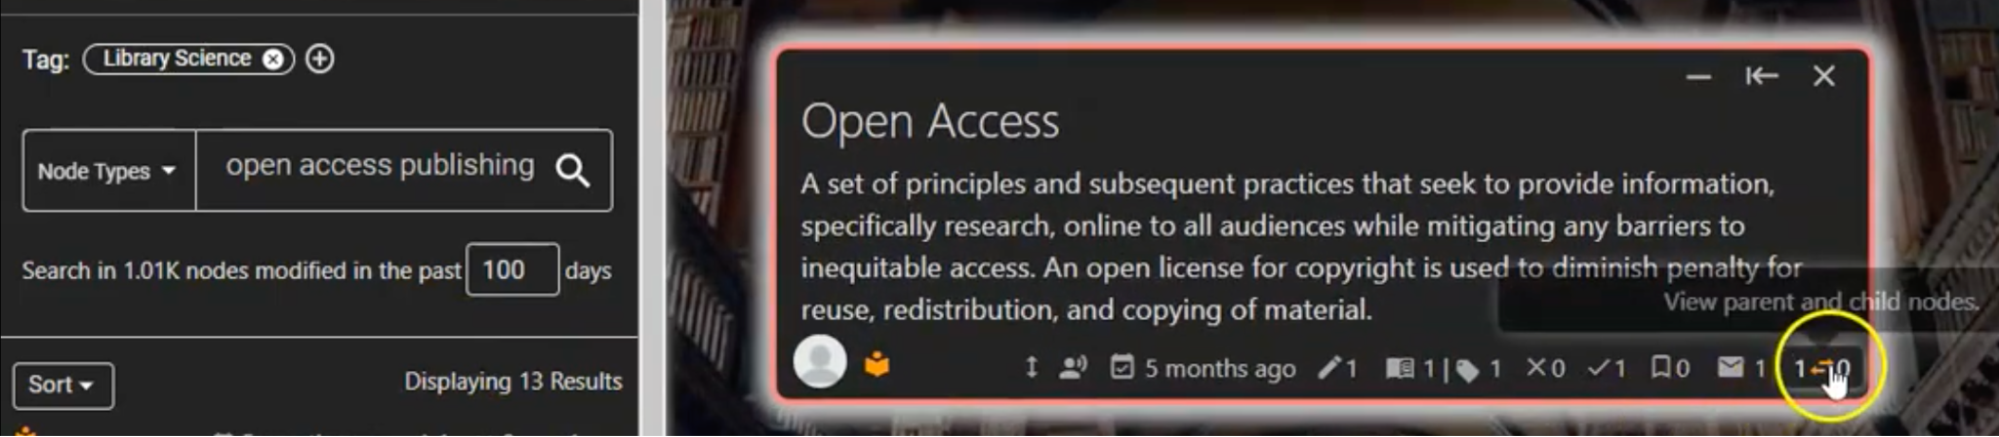 Tag: Library Science
Node Types
open access publishing
Search in 1.01K nodes modified in the past 100 days
Sort
Displaying 13 Results
Open Access
A set of principles and subsequent practices that seek to provide information,
specifically research, online to all audiences while mitigating any barriers to
inequitable access. An open license for copyright is used to diminish penalty for
reuse, redistribution, and copying of material.
View parent and child nodes.
5 months ago 1 1 | 1 0 1 0 1 1 0